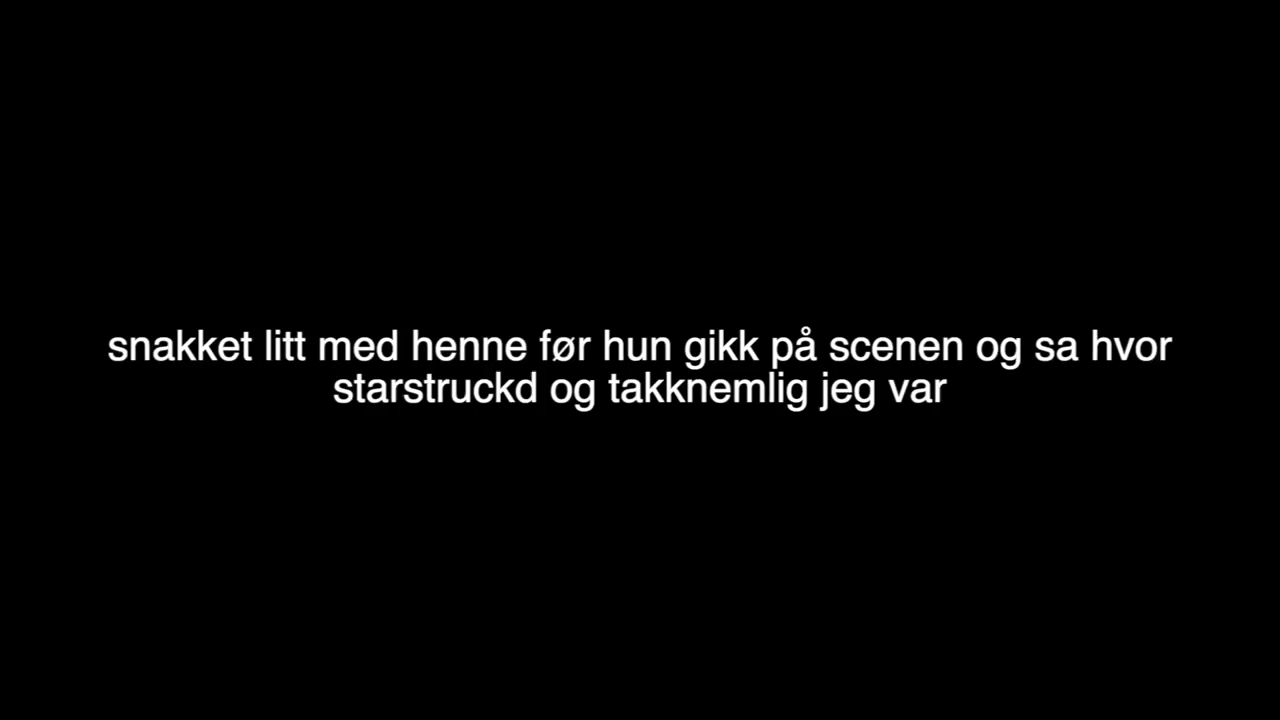 snakket litt med henne før hun gikk på scenen og sa hvor
starstruckd og takknemlig jeg var